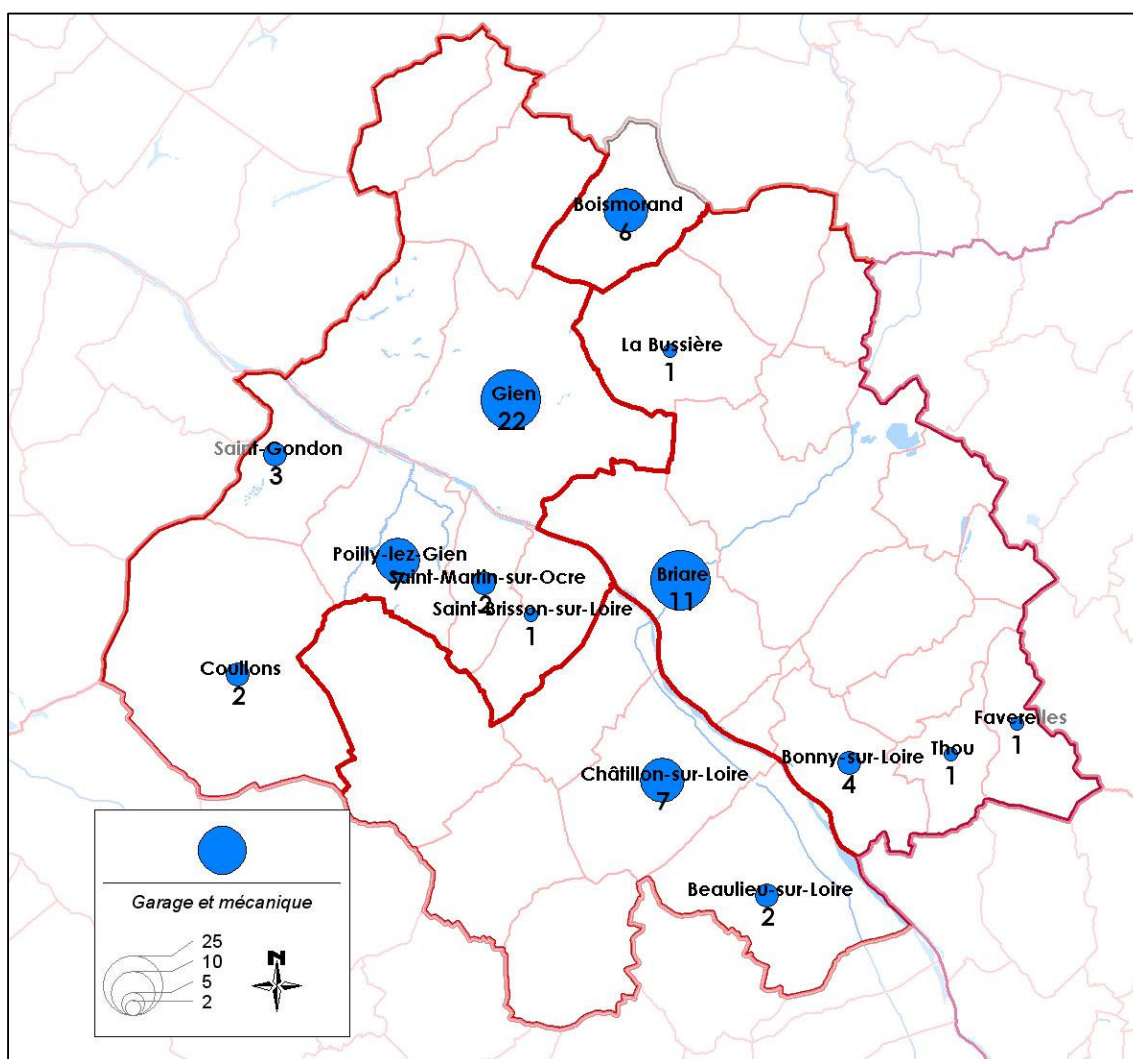 Boismorand
6
La Bussière
1
Gien
22
Saint-Gondon
3
Poilly-lez-Gien
7
Saint-Martin-sur-Ocre
2
Saint-Brisson-sur-Loire
1
Briare
11
Coullons
2
Châtillon-sur-Loire
7
Bonny-sur-Loire
4
Thou
1
Faverelles
1
Beaulieu-sur-Loire
2
Garage et mécanique
25
10
5
2
N